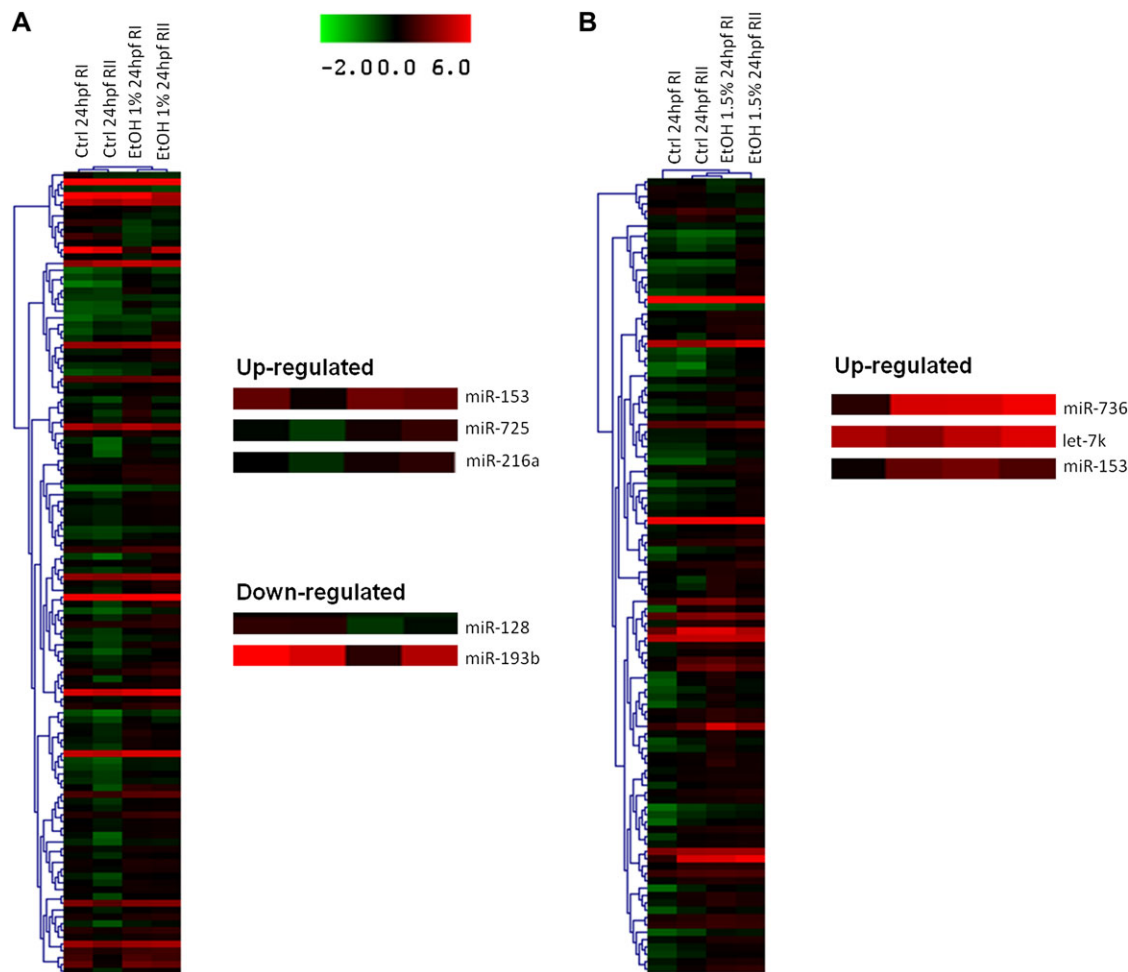 A
B
-2.0 0.0 6.0
Ctrl 24hpf RI
Ctrl 24hpf RII
EtOH 1% 24hpf RI
EtOH 1% 24hpf RII
Ctrl 24hpf RI
Ctrl 24hpf RII
EtOH 1.5% 24hpf RI
EtOH 1.5% 24hpf RII
Up-regulated
miR-153
miR-725
miR-216a
Down-regulated
miR-128
miR-193b
Up-regulated
miR-736
let-7k
miR-153